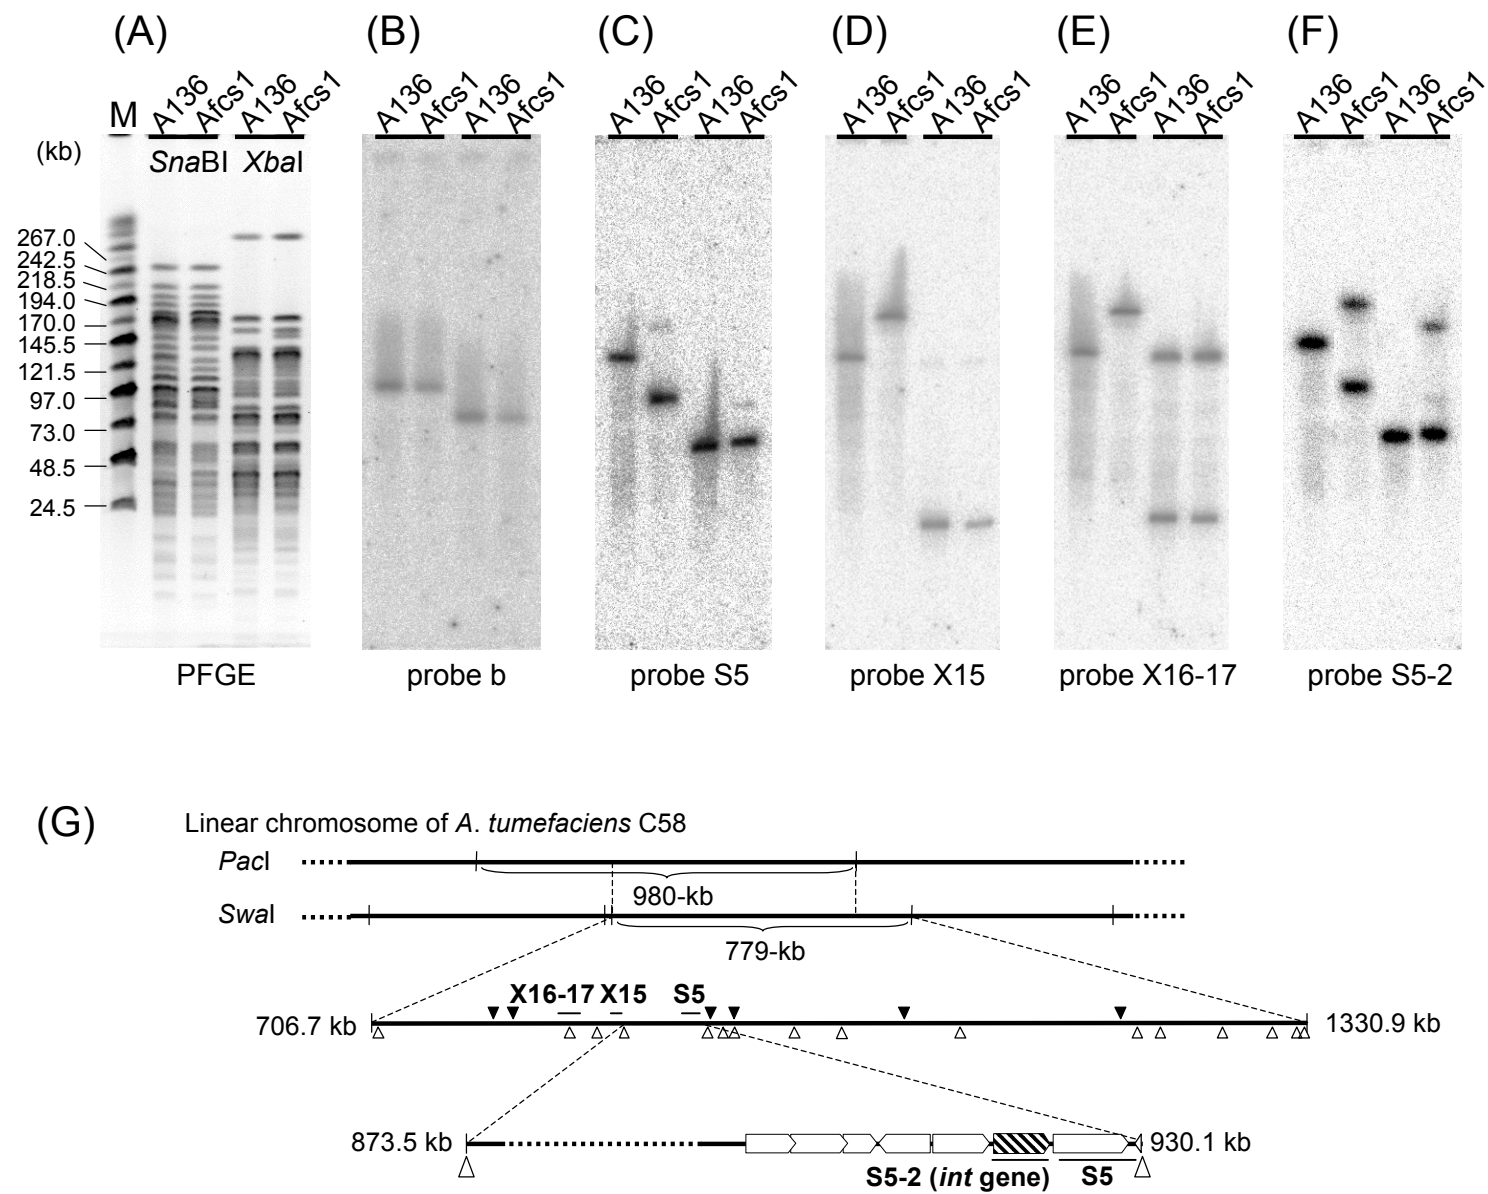 (A) (B) (C) (D) (E) (F)
M A136 Afcs1 A136 Afcs1 A136 Afcs1 A136 Afcs1 A136 Afcs1 A136 Afcs1 A136 Afcs1 A136 Afcs1 A136 Afcs1 A136 Afcs1 A136 Afcs1 A136 Afcs1
(kb) SnaBI XbaI
267.0
242.5
218.5
194.0
170.0
145.5
121.5
97.0
73.0
48.5
24.5
PFGE probe b probe S5 probe X15 probe X16-17 probe S5-2
(G) Linear chromosome of A. tumefaciens C58
PacI
980-kb
SwaI
779-kb
X16-17 X15 S5
706.7 kb 1330.9 kb
873.5 kb 930.1 kb
S5-2 (int gene) S5